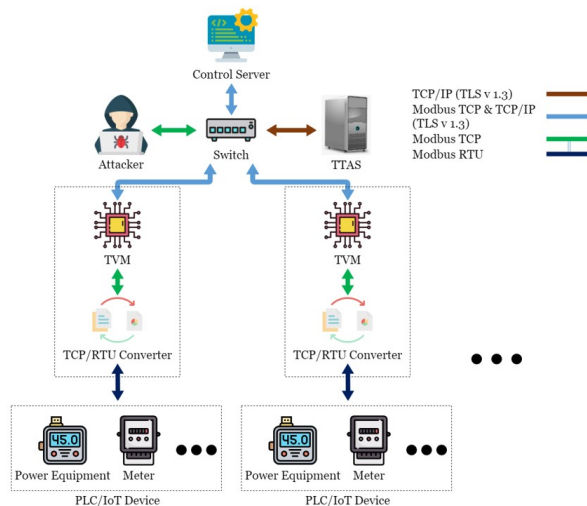 Control Server
TCP/IP (TLS v 1.3)
Modbus TCP & TCP/IP
(TLS v1.3)
Modbus TCP
Modbus RTU
Attacker
Switch
TTAS
TVM
TVM
TCP/RTU Converter
TCP/RTU Converter
45.0
45.0
Power Equipment
Meter
Power Equipment
Meter
PLC/IoT Device
PLC/IoT Device